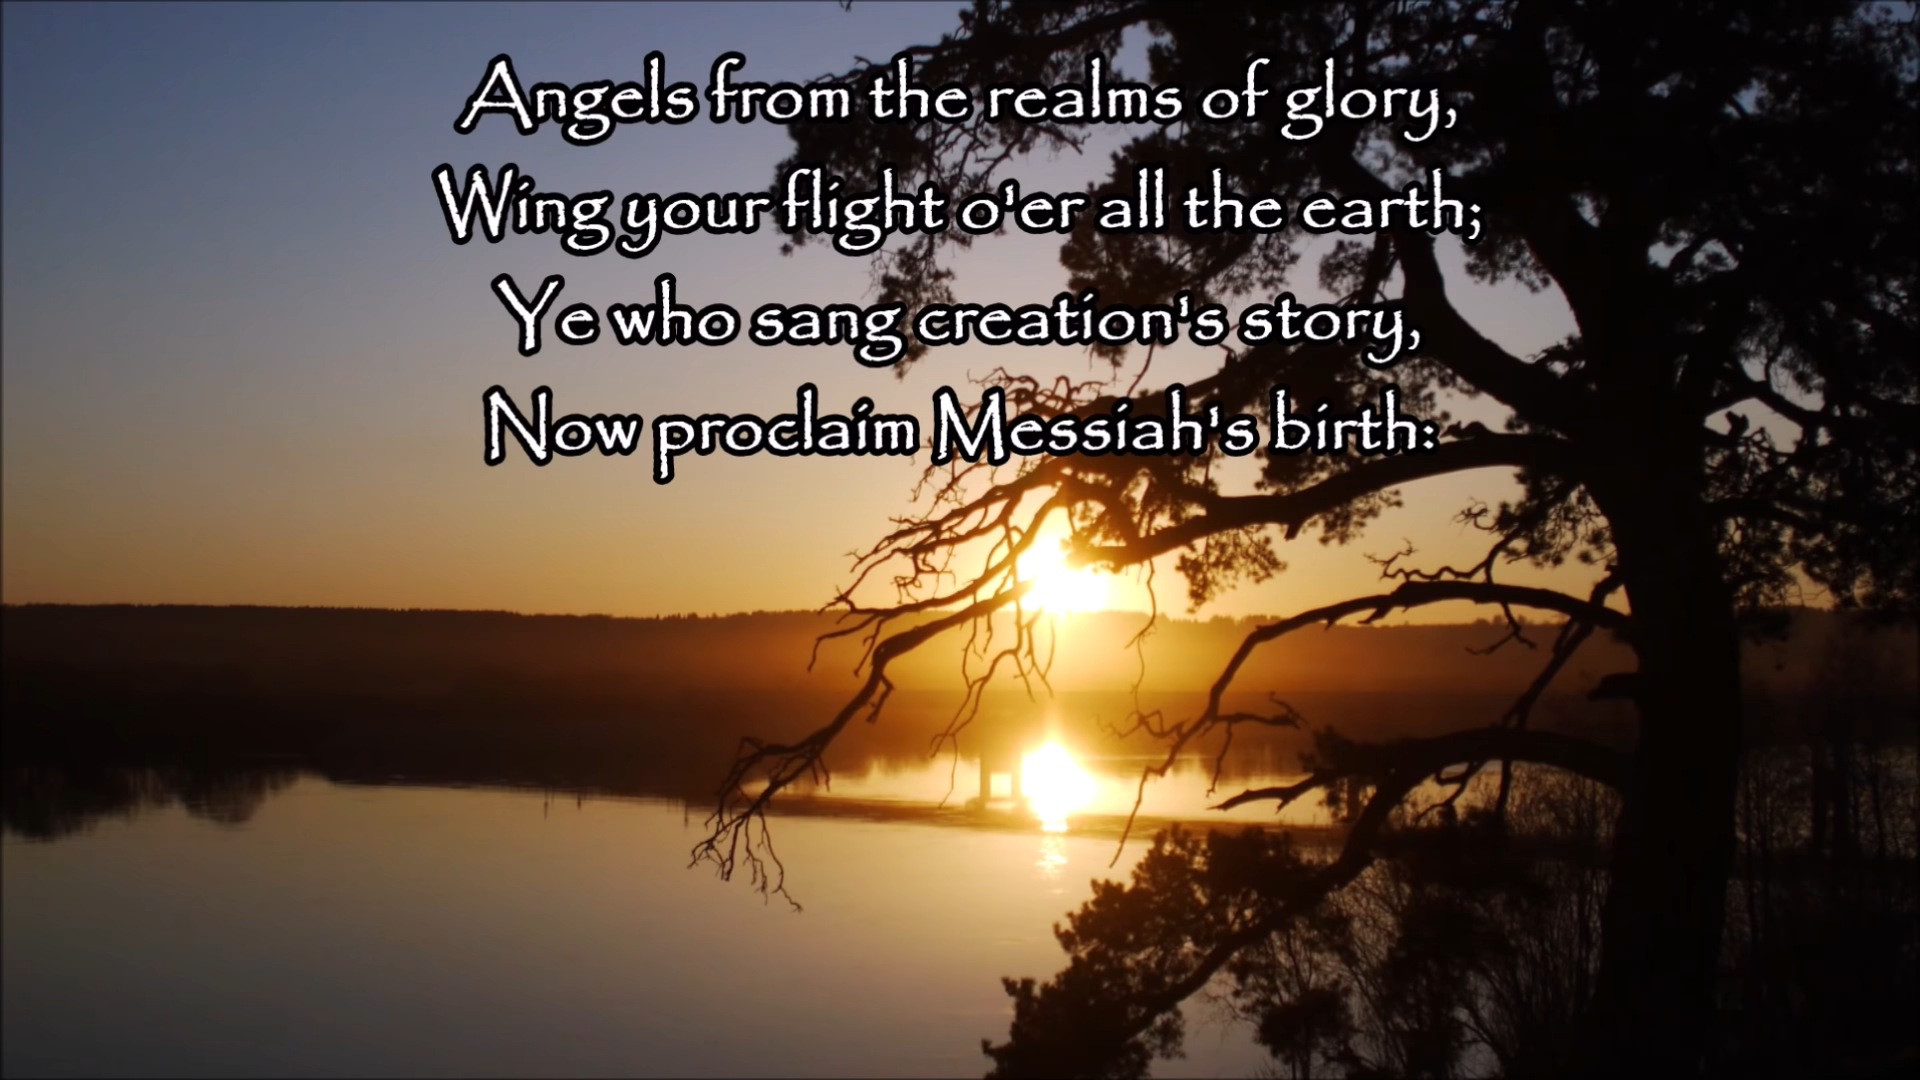 Angels from the realms of glory,
Wing your flight o'er all the earth;
Ye who sang creation's story,
Now proclaim Messiah's birth: